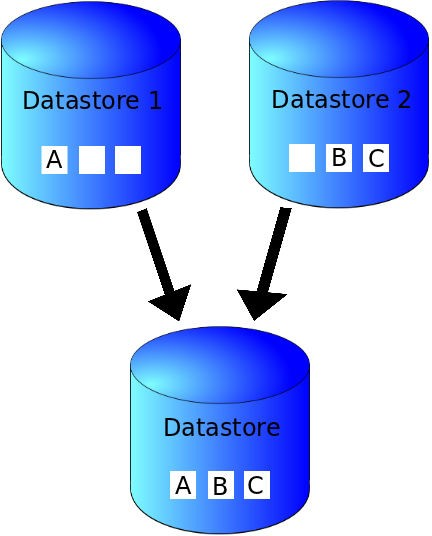 Datastore 1
A
Datastore 2
B C
Datastore
A B C